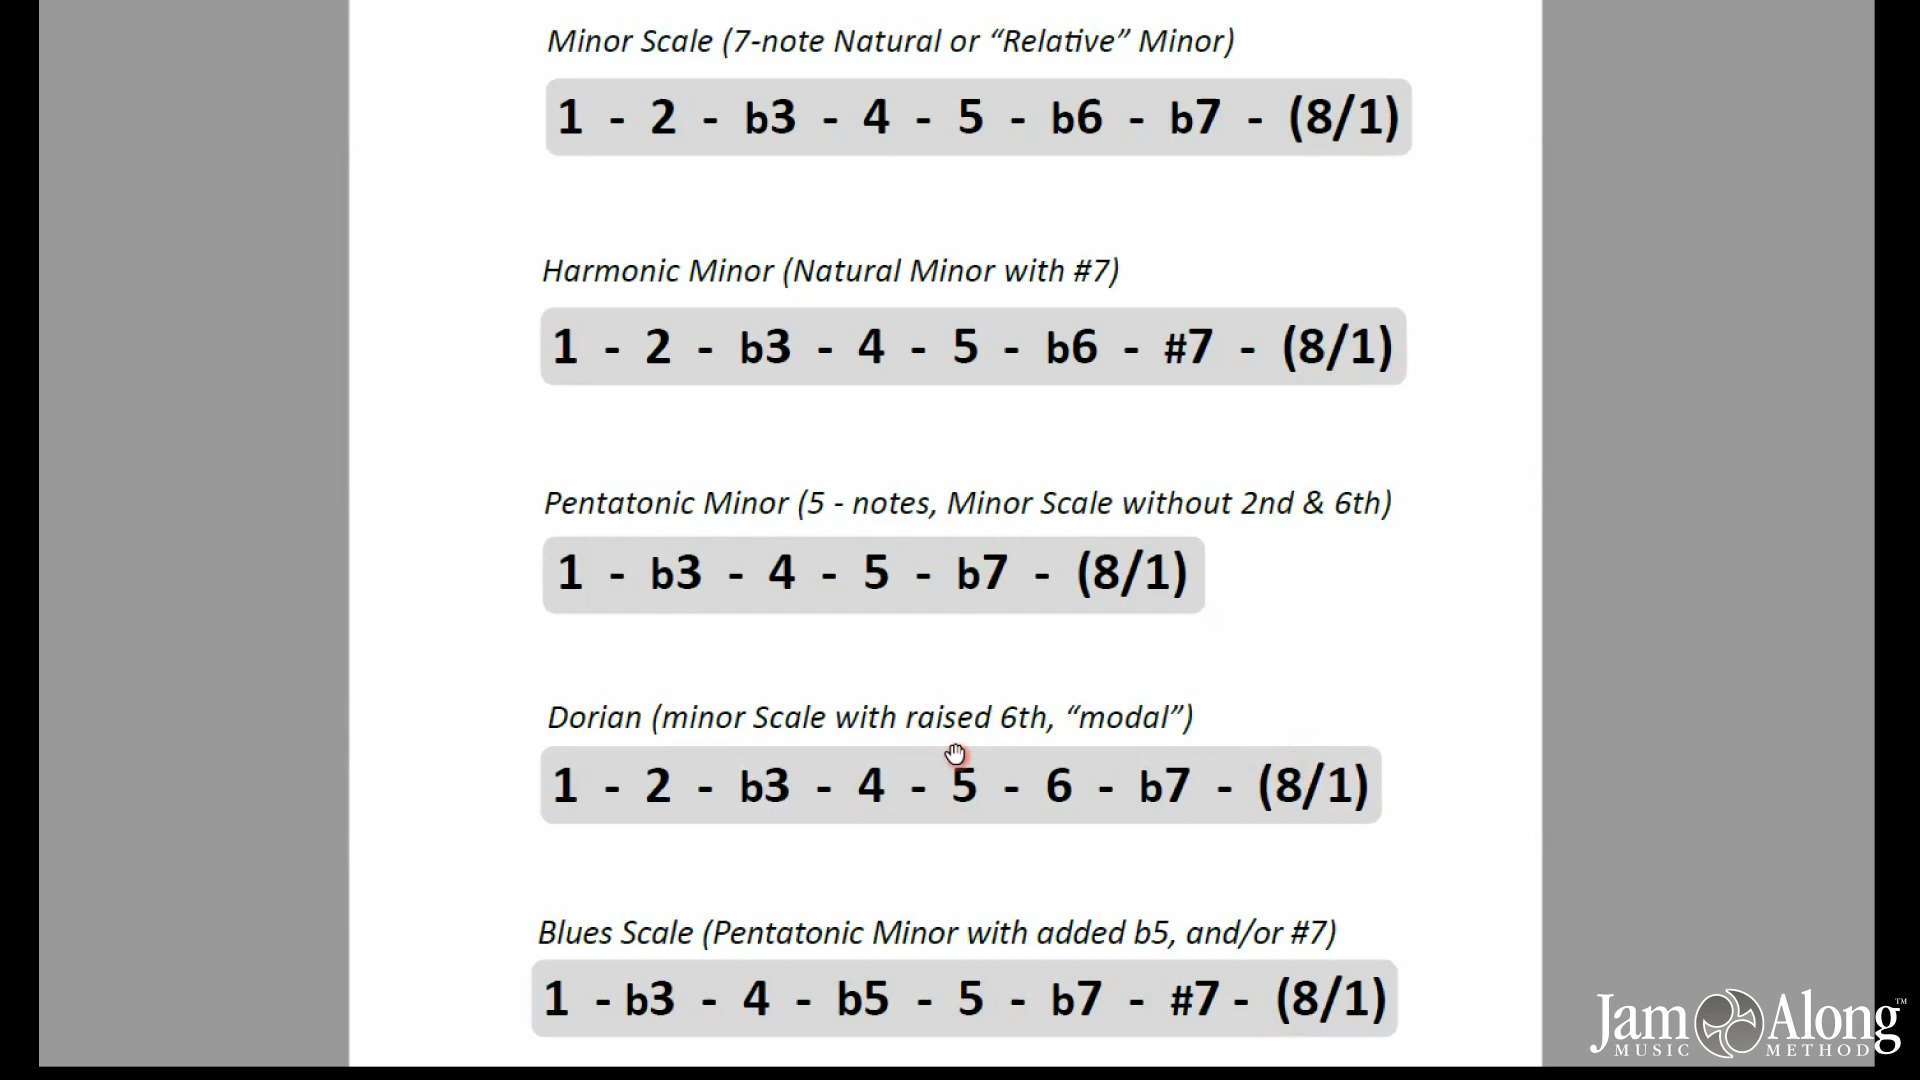 Minor Scale (7-note Natural or “Relative” Minor)
1 - 2 - b3 - 4 - 5 - b6 - b7 - (8/1)
Harmonic Minor (Natural Minor with #7)
1 - 2 - b3 - 4 - 5 - b6 - #7 - (8/1)
Pentatonic Minor (5 - notes, Minor Scale without 2nd & 6th)
1 - b3 - 4 - 5 - b7 - (8/1)
Dorian (minor Scale with raised 6th, “modal”)
1 - 2 - b3 - 4 - 5 - 6 - b7 - (8/1)
Blues Scale (Pentatonic Minor with added b5, and/or #7)
1 - b3 - 4 - b5 - 5 - b7 - #7 - (8/1)
Jam Along™
MUSIC METHOD